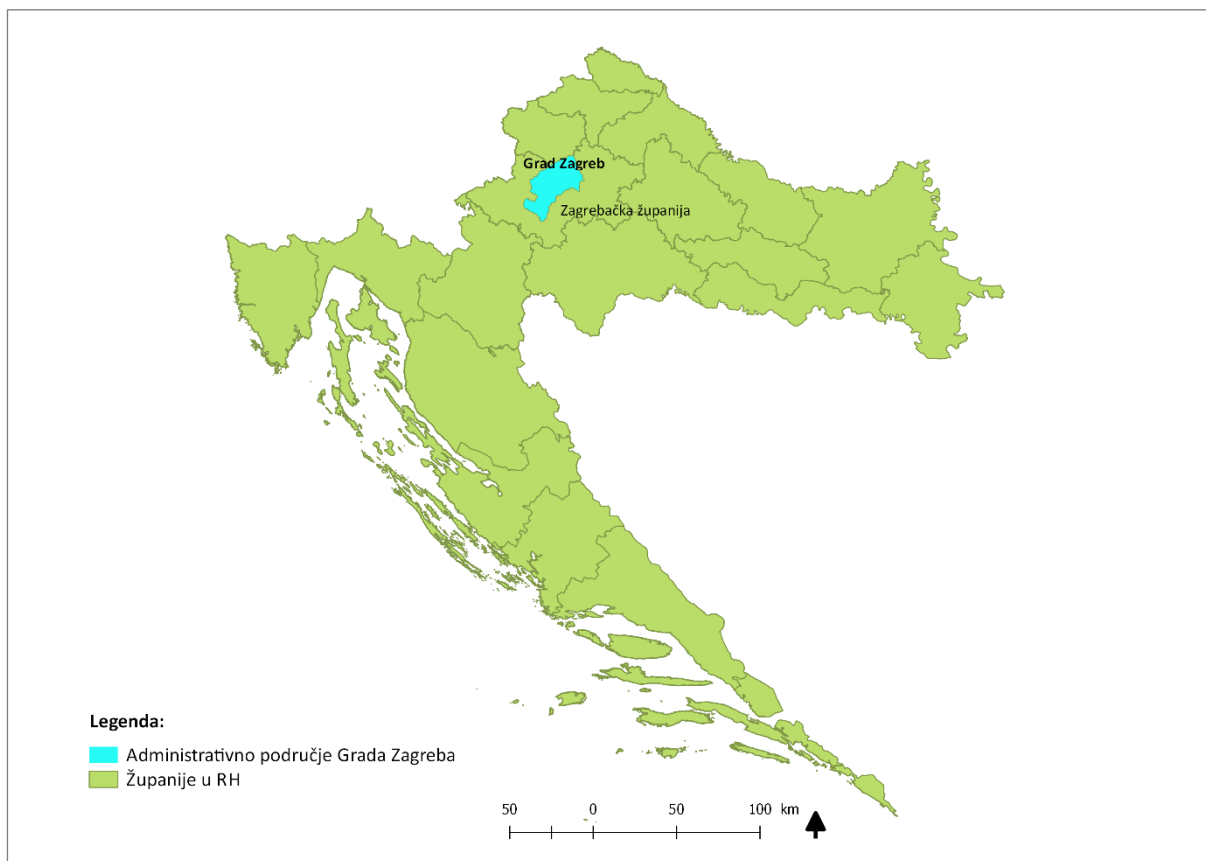 Grad Zagreb
Zagrebačka županija
Legenda:
Administrativno područje Grada Zagreba
Županije u RH
50 0 50 100 km